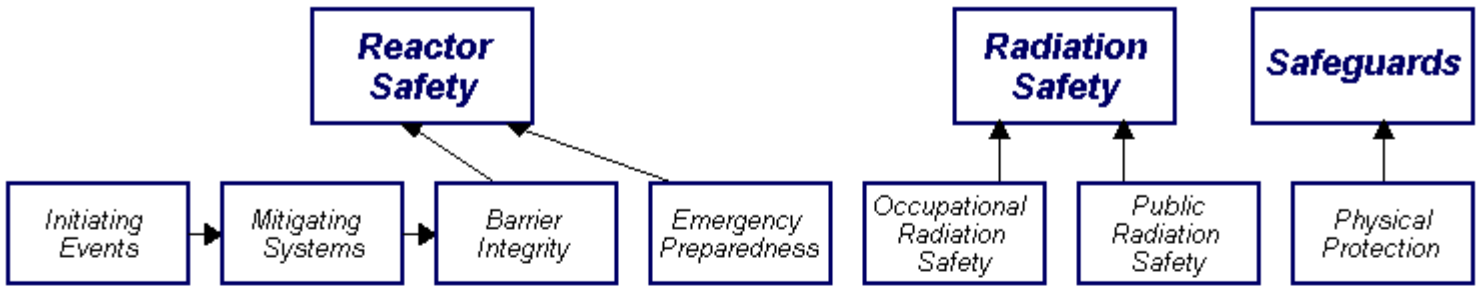 Reactor
Safety
Radiation
Safety
Safeguards
Initiating
Events
Mitigating
Systems
Barrier
Integrity
Emergency
Preparedness
Occupational
Radiation
Safety
Public
Radiation
Safety
Physical
Protection